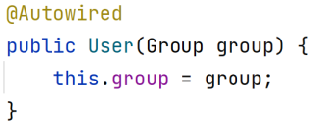 @Autowired
public User(Group group) {
    this.group = group;
}